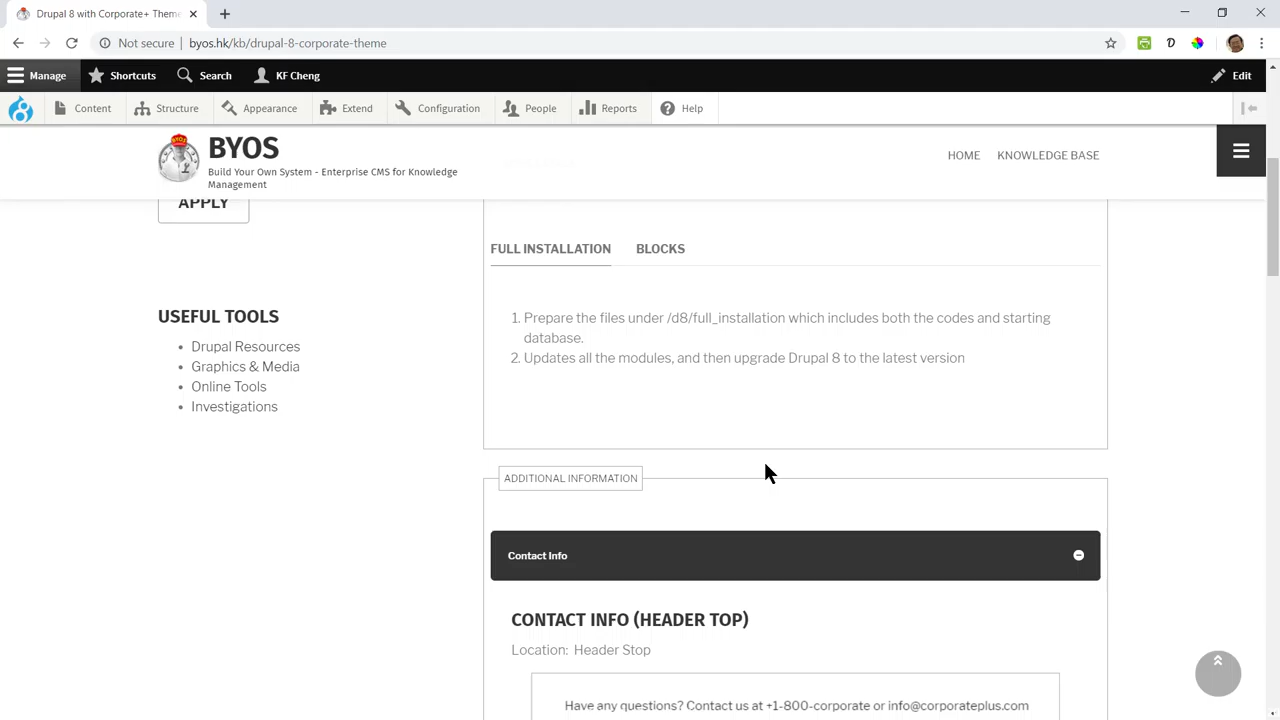 Drupal 8 with Corporate+ Theme
Not secure
byos.hk/kb/drupal-8-corporate-theme
Manage
Shortcuts
Search
KF Cheng
Edit
Content
Structure
Appearance
Extend
Configuration
People
Reports
Help
BYOS
Build Your Own System - Enterprise CMS for Knowledge
Management
HOME
KNOWLEDGE BASE
APPLY
FULL INSTALLATION
BLOCKS
1. Prepare the files under /d8/full_installation which includes both the codes and starting
database.
2. Updates all the modules, and then upgrade Drupal 8 to the latest version
USEFUL TOOLS
• Drupal Resources
• Graphics & Media
• Online Tools
• Investigations
ADDITIONAL INFORMATION
Contact Info
CONTACT INFO (HEADER TOP)
Location: Header Stop
Have any questions? Contact us at +1-800-corporate or info@corporateplus.com